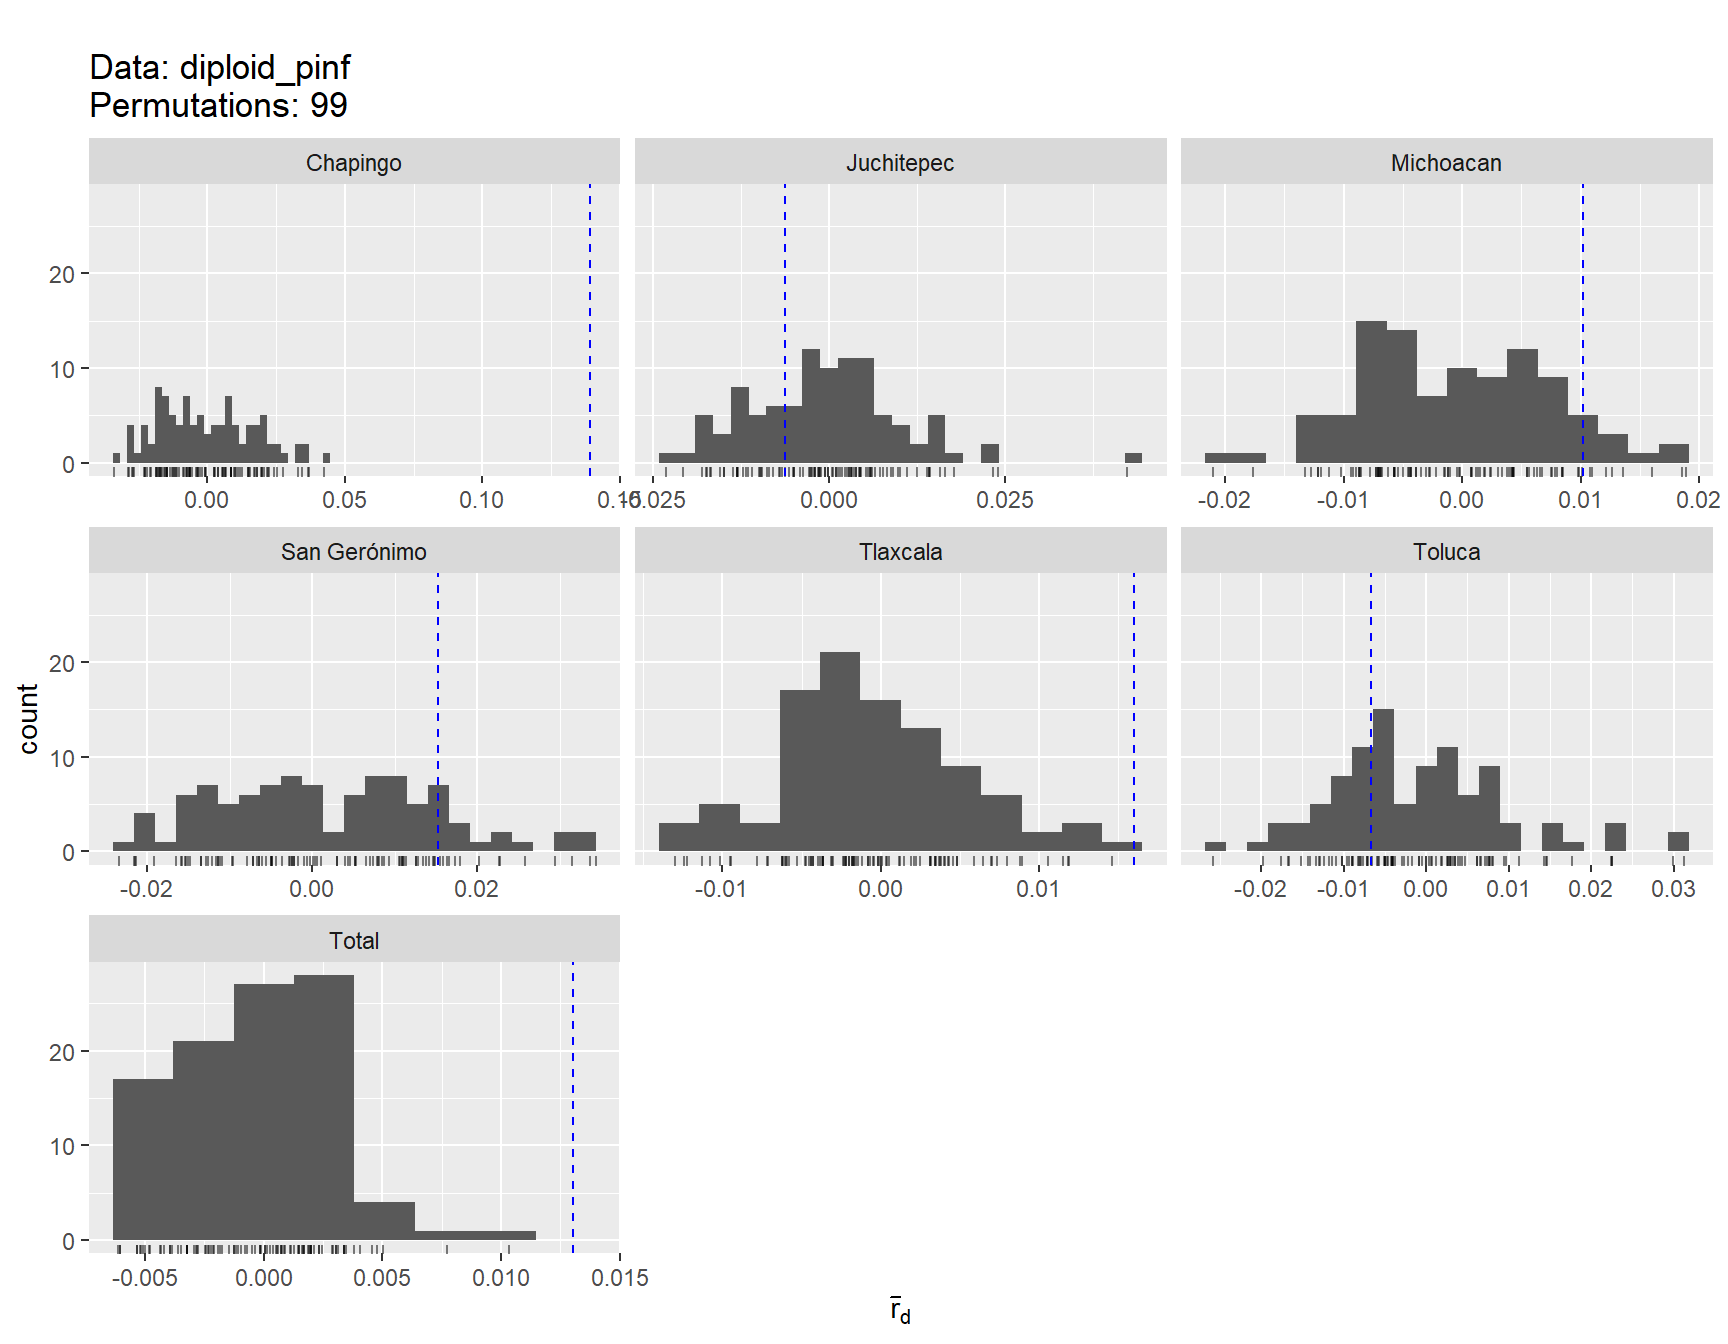 Data: diploid_pinf
Permutations: 99
Chapingo Juchitepec Michoacan
20
10
0
0.00 0.05 0.10 0.15 -0.025 0.000 0.025 -0.02 -0.01 0.00 0.01 0.02
San Gerónimo Tlaxcala Toluca
20
10
0
-0.02 0.00 0.02 -0.01 0.00 0.01 -0.02 -0.01 0.00 0.01 0.02 0.03
count
Total
20
10
0
-0.005 0.000 0.005 0.010 0.015
r̄d